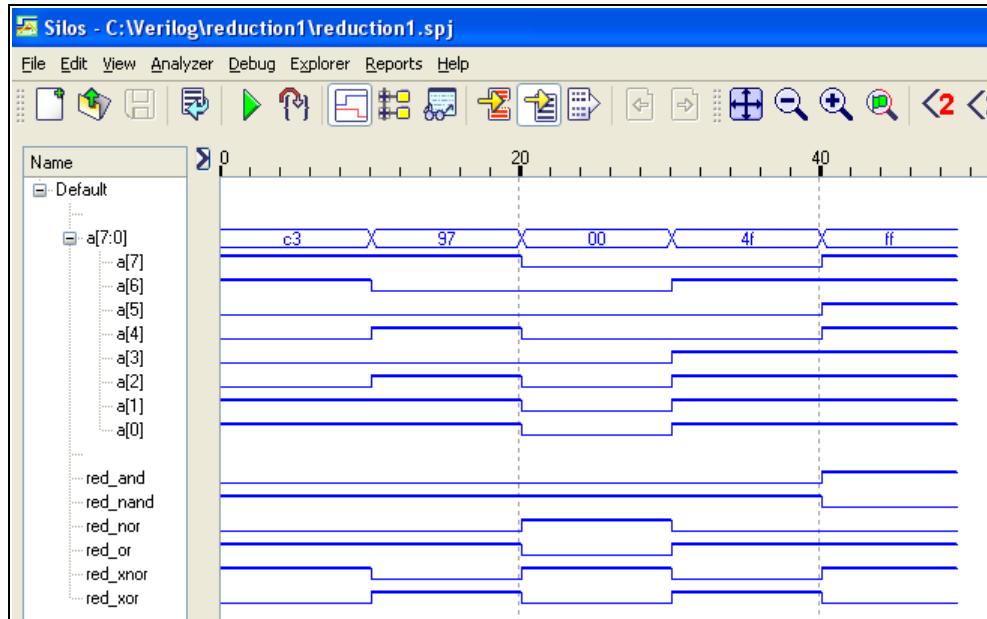 Silos - C:\Verilog\reduction1\reduction1.spj
File Edit View Analyzer Debug Explorer Reports Help
2
Name 0 20 40
Default
a[7:0] c3 97 00 4f ff
a[7]
a[6]
a[5]
a[4]
a[3]
a[2]
a[1]
a[0]
red_and
red_nand
red_nor
red_or
red_xnor
red_xor